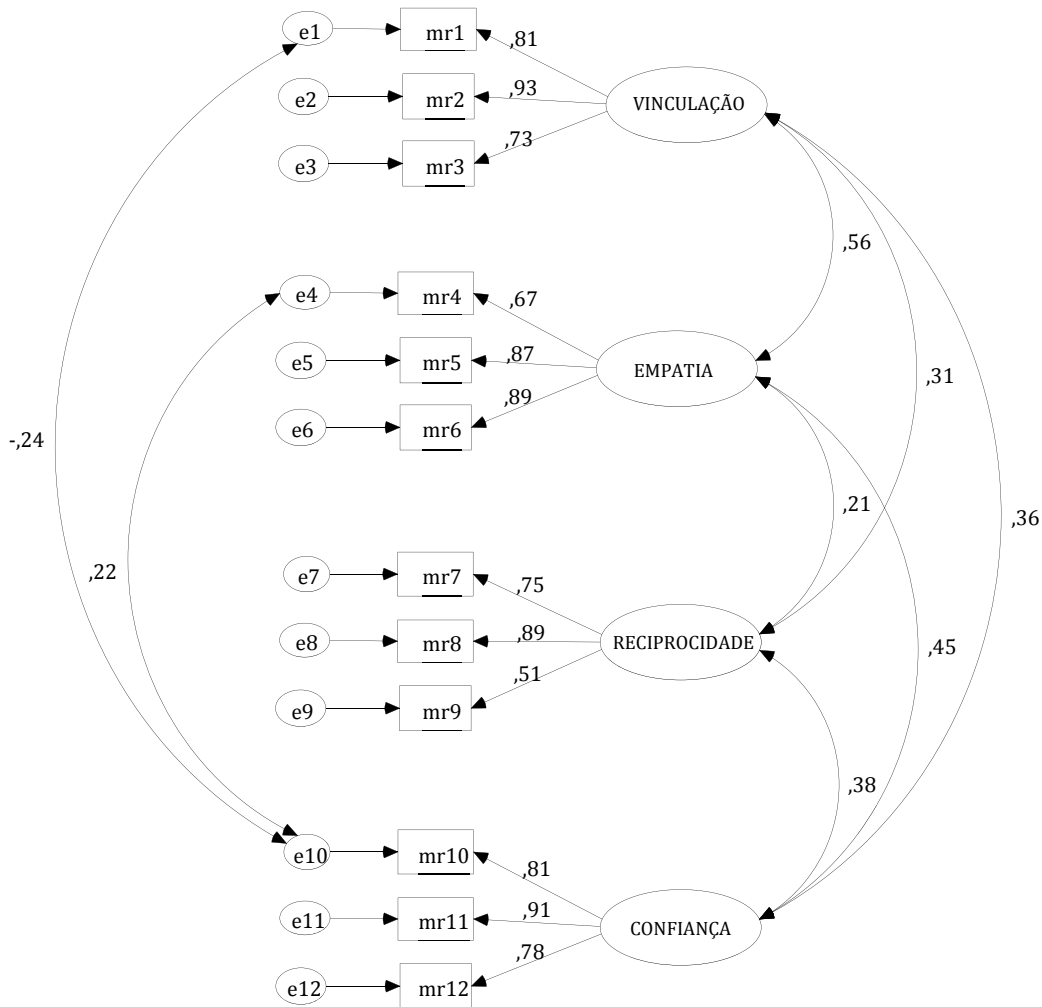 e1 mr1 ,81
e2 mr2 ,93 VINCULAÇÃO
e3 mr3 ,73
,56
e4 mr4 ,67
e5 mr5 ,87 EMPATIA ,31
e6 mr6 ,89
-,24
,21 ,36
,22
e7 mr7 ,75
e8 mr8 ,89 RECIPROCIDADE ,45
e9 mr9 ,51
,38
e10 mr10 ,81
e11 mr11 ,91 CONFIANÇA
e12 mr12 ,78